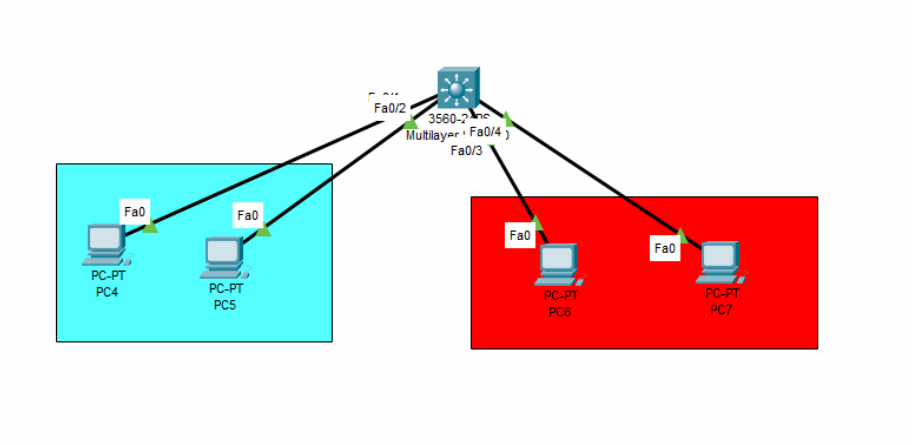 Fa0/2
3560-24PS
Multilayer
Fa0/4
Fa0/3
Fa0
Fa0
Fa0
Fa0
PC-PT
PC4
PC-PT
PC5
PC-PT
PC6
PC-PT
PC7